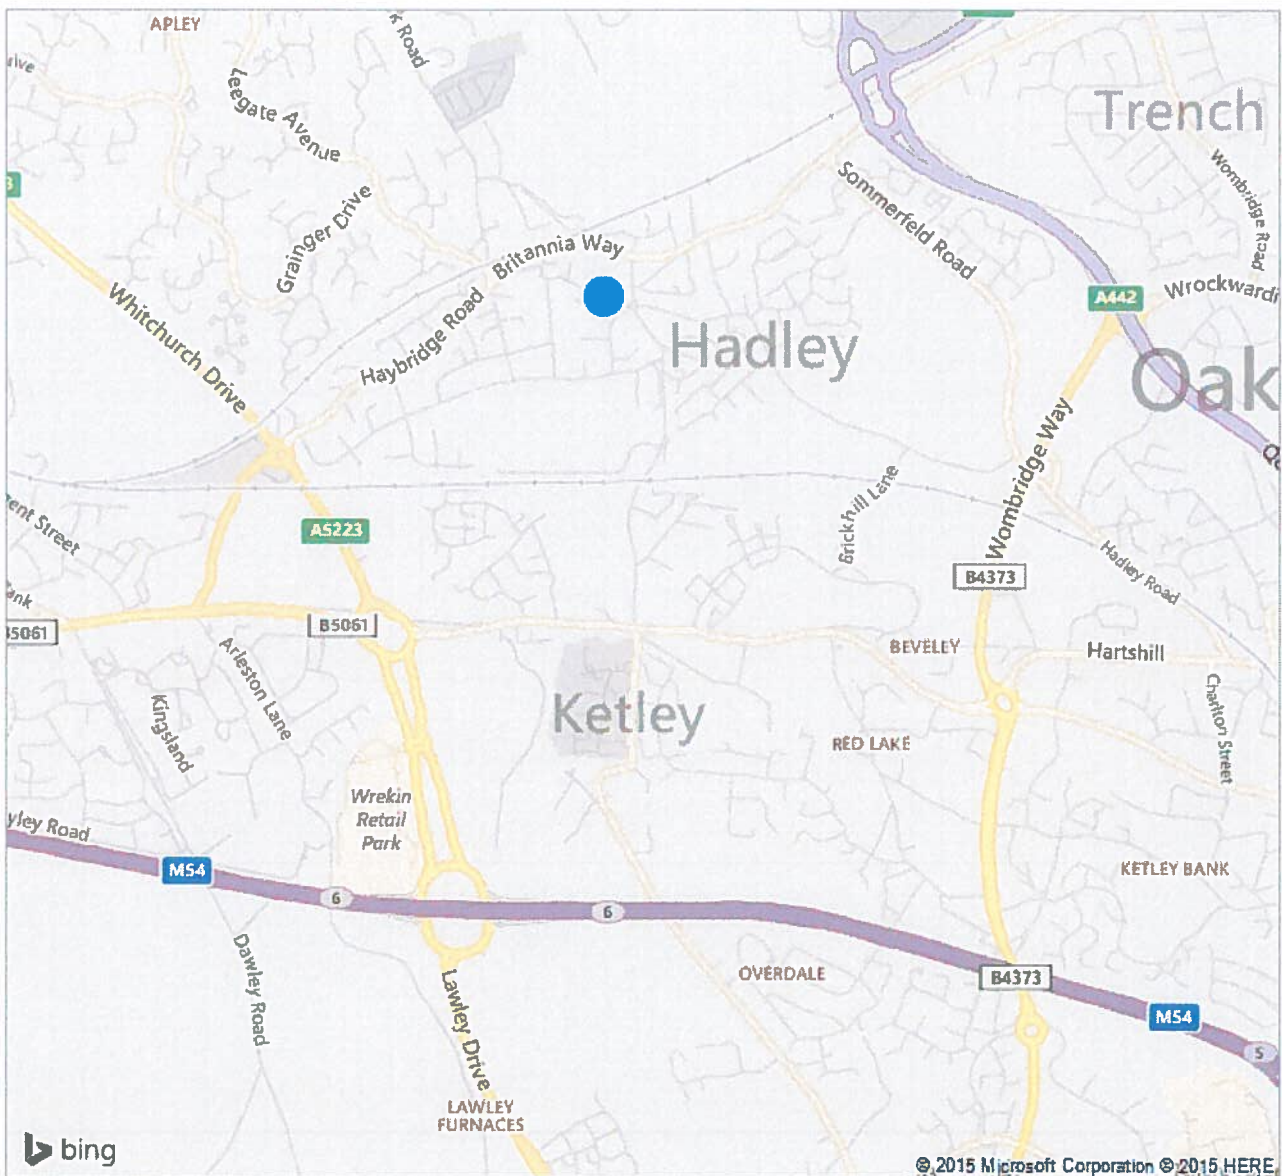 APLEY
k Road
Leegate Avenue
Trench
Wombridge Road
Grainger Drive
Britannia Way
Sommerfeld Road
A442
Wrockwardi
Whitchurch Drive
Haybridge Road
Hadley
Oak
Wombridge Way
Brickhill Lane
ent Street
A5223
Hadley Road
B4373
B5061
B5061
BEVELEY
Hartshill
Arleston Lane
Kingsland
Ketley
RED LAKE
Charlton Street
Wrekin
Retail
Park
yley Road
M54
KETLEY BANK
6
6
Dawley Road
OVERDALE
B4373
M54
5
Lawley Drive
LAWLEY
FURNACES
bing
© 2015 Microsoft Corporation © 2015 HERE